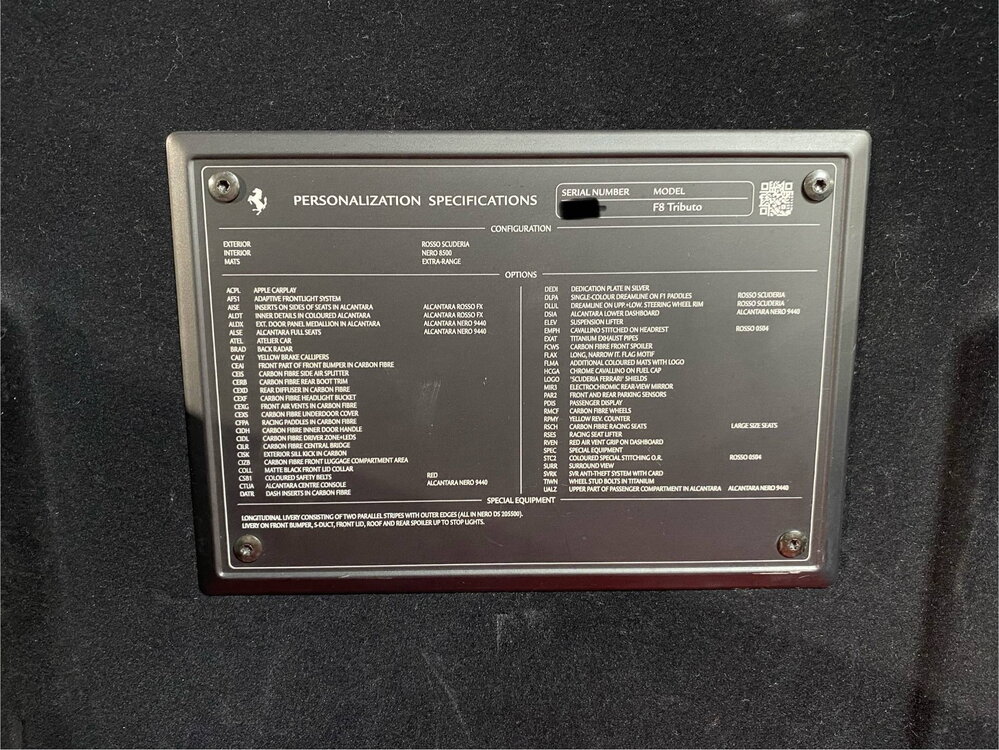 PERSONALIZATION SPECIFICATIONS
SERIAL NUMBER MODEL
F8 Tributo
CONFIGURATION
EXTERIOR ROSSO SCUDERIA
INTERIOR NERO 8500
MATS EXTRA-RANGE
OPTIONS
ACPL APPLE CARPLAY
AFS1 ADAPTIVE FRONTLIGHT SYSTEM
AISE INSERTS ON SIDES OF SEATS IN ALCANTARA ALCANTARA ROSSO FX
ALDT INNER DETAILS IN COLOURED ALCANTARA ALCANTARA ROSSO FX
ALDX EXT. DOOR PANEL MEDALLION IN ALCANTARA ALCANTARA NERO 9440
ALSE ALCANTARA FULL SEATS ALCANTARA NERO 9440
ATEL ATELIER CAR
BRAD BACK RADAR
CALY YELLOW BRAKE CALLIPERS
CEAI FRONT PART OF FRONT BUMPER IN CARBON FIBRE
CEIS CARBON FIBRE SIDE AIR SPLITTER
CERB CARBON FIBRE REAR BOOT TRIM
CEXD REAR DIFFUSER IN CARBON FIBRE
CEXF CARBON FIBRE HEADLIGHT BUCKET
CEXG FRONT AIR VENTS IN CARBON FIBRE
CEXS CARBON FIBRE UNDERDOOR COVER
CFPA RACING PADDLES IN CARBON FIBRE
CIDH CARBON FIBRE INNER DOOR HANDLE
CIDL CARBON FIBRE DRIVER ZONE+LEDS
CILR CARBON FIBRE CENTRAL BRIDGE
CISK EXTERIOR SILL KICK IN CARBON
CIZB CARBON FIBRE FRONT LUGGAGE COMPARTMENT AREA
COLL MATTE BLACK FRONT LID COLLAR
CSB1 COLOURED SAFETY BELTS RED
CTUA ALCANTARA CENTRE CONSOLE ALCANTARA NERO 9440
DATR DASH INSERTS IN CARBON FIBRE
DEDI DEDICATION PLATE IN SILVER
DLPA SINGLE-COLOUR DREAMLINE ON F1 PADDLES ROSSO SCUDERIA
DLUL DREAMLINE ON UPP.+LOW. STEERING WHEEL RIM ROSSO SCUDERIA
DSIA ALCANTARA LOWER DASHBOARD ALCANTARA NERO 9440
ELEV SUSPENSION LIFTER
EMPH CAVALLINO STITCHED ON HEADREST ROSSO 0504
EXAT TITANIUM EXHAUST PIPES
FCWS CARBON FIBRE FRONT SPOILER
FLAX LONG, NARROW IT. FLAG MOTIF
FLMA ADDITIONAL COLOURED MATS WITH LOGO
HCGA CHROME CAVALLINO ON FUEL CAP
LOGO "SCUDERIA FERRARI" SHIELDS
MIR3 ELECTROCHROMIC REAR-VIEW MIRROR
PAR2 FRONT AND REAR PARKING SENSORS
PDIS PASSENGER DISPLAY
RMCF CARBON FIBRE WHEELS
RPMY YELLOW REV. COUNTER
RSCH CARBON FIBRE RACING SEATS LARGE SIZE SEATS
RSES RACING SEAT LIFTER
RVEN RED AIR VENT GRIP ON DASHBOARD
SPEC SPECIAL EQUIPMENT
STC2 COLOURED SPECIAL STITCHING O.R. ROSSO 0504
SURR SURROUND VIEW
SVRK SVR ANTI-THEFT SYSTEM WITH CARD
TIWN WHEEL STUD BOLTS IN TITANIUM
UALZ UPPER PART OF PASSENGER COMPARTMENT IN ALCANTARA ALCANTARA NERO 9440
SPECIAL EQUIPMENT
LONGITUDINAL LIVERY CONSISTING OF TWO PARALLEL STRIPES WITH OUTER EDGES (ALL IN NERO DS 205500).
LIVERY ON FRONT BUMPER, S-DUCT, FRONT LID, ROOF AND REAR SPOILER UP TO STOP LIGHTS.